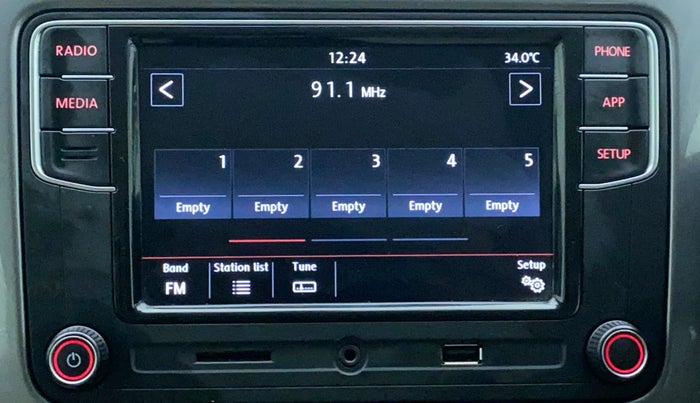 RADIO
MEDIA
12:24
34.0°C
<
91.1 MHz
>
1
2
3
4
5
Empty
Empty
Empty
Empty
Empty
Band
Station list
Tune
Setup
FM
PHONE
APP
SETUP